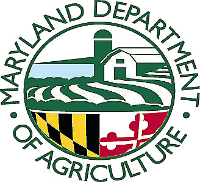 MARYLAND DEPARTMENT
• OF AGRICULTURE •